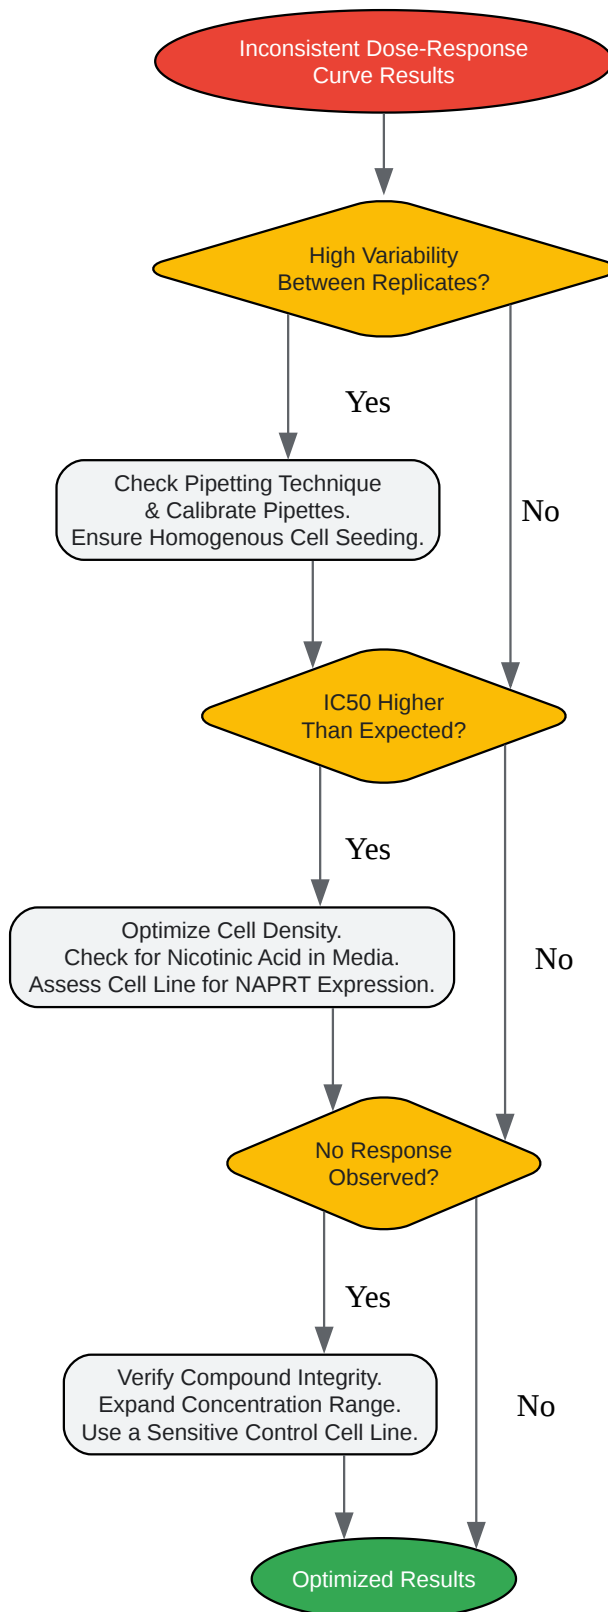 Inconsistent Dose-Response
Curve Results
High Variability
Between Replicates?
Yes
Check Pipetting Technique
& Calibrate Pipettes.
Ensure Homogenous Cell Seeding.
No
IC50 Higher
Than Expected?
Yes
Optimize Cell Density.
Check for Nicotinic Acid in Media.
Assess Cell Line for NAPRT Expression.
No
No Response
Observed?
Yes
Verify Compound Integrity.
Expand Concentration Range.
Use a Sensitive Control Cell Line.
No
Optimized Results